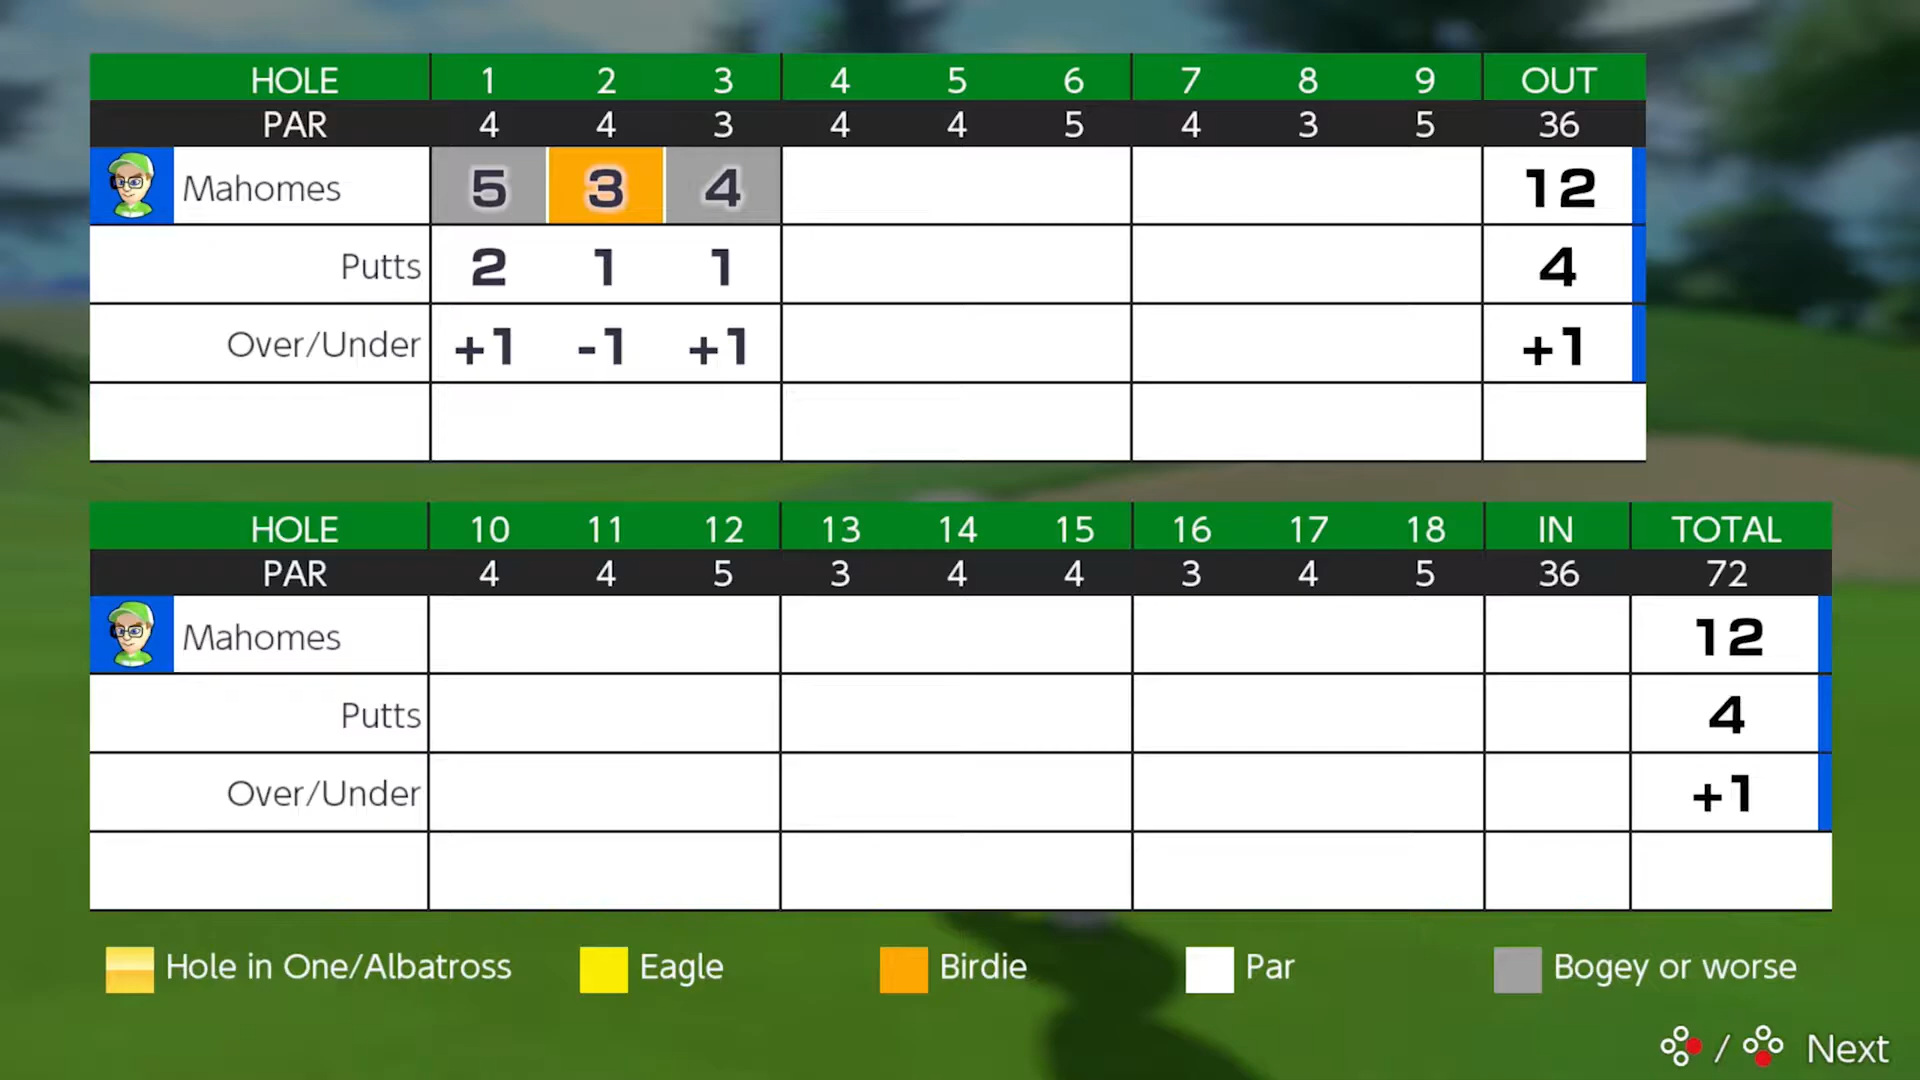 HOLE 1 2 3 4 5 6 7 8 9 OUT
PAR 4 4 3 4 4 5 4 3 5 36
Mahomes 5 3 4 12
Putts 2 1 1 4
Over/Under +1 -1 +1 +1
HOLE 10 11 12 13 14 15 16 17 18 IN TOTAL
PAR 4 4 5 3 4 4 3 4 5 36 72
Mahomes 12
Putts 4
Over/Under +1
Hole in One/Albatross Eagle Birdie Par Bogey or worse
/ Next